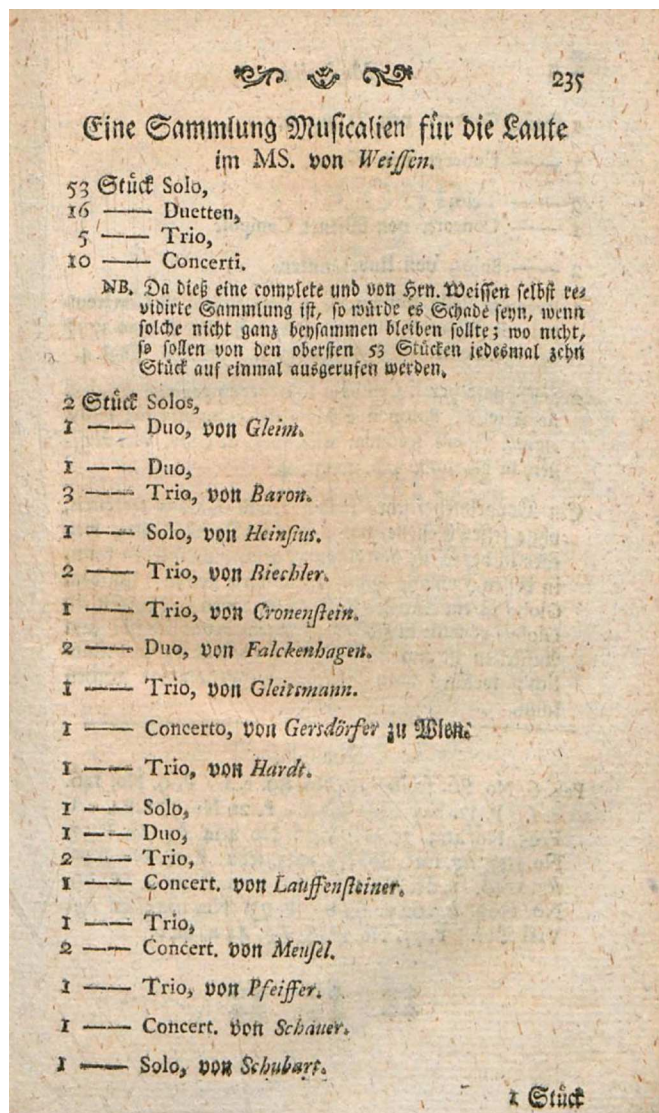 235
Eine Sammlung Musicalien für die Laute
im MS. von Weissen.
53 Stück Solo,
16 —— Duetten,
5 —— Trio,
10 —— Concerti.
NB. Da dieß eine complete und von Hrn. Weissen selbst re-
vidirte Sammlung ist, so würde es Schade seyn, wenn
solche nicht ganz beysammen bleiben sollte; wo nicht,
so sollen von den obersten 53 Stücken jedesmal zehn
Stück auf einmal ausgerufen werden.
2 Stück Solos,
1 —— Duo, von Gleim.
1 —— Duo,
3 —— Trio, von Baron.
1 —— Solo, von Heinsius.
2 —— Trio, von Riechler.
1 —— Trio, von Cronenstein.
2 —— Duo, von Falckenhagen.
1 —— Trio, von Gleitsmann.
1 —— Concerto, von Gersdörfer zu Wien.
1 —— Trio, von Hardt.
1 —— Solo,
1 —— Duo,
2 —— Trio,
1 —— Concert. von Lauffensteiner.
1 —— Trio,
2 —— Concert. von Meusel.
1 —— Trio, von Pfeiffer.
1 —— Concert. von Schäuer.
1 —— Solo, von Schubart.
1 Stück